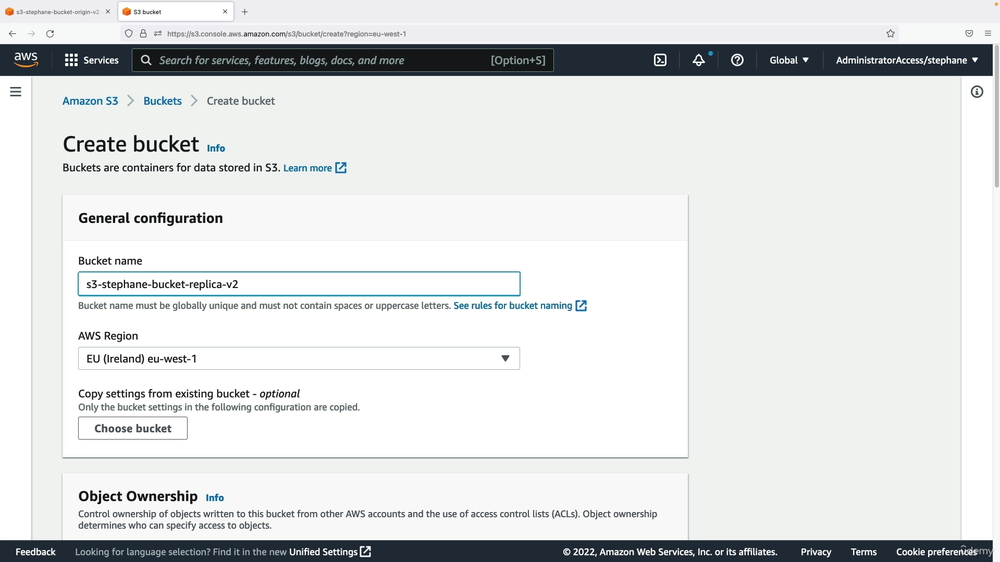 s3-stephane-bucket-origin-v2
S3 bucket
https://s3.console.aws.amazon.com/s3/bucket/create?region=eu-west-1
aws
Services
Search for services, features, blogs, docs, and more
[Option+S]
Global
AdministratorAccess/stephane
Amazon S3
Buckets
Create bucket
Create bucket Info
Buckets are containers for data stored in S3. Learn more
General configuration
Bucket name
s3-stephane-bucket-replica-v2
Bucket name must be globally unique and must not contain spaces or uppercase letters. See rules for bucket naming
AWS Region
EU (Ireland) eu-west-1
Copy settings from existing bucket - optional
Only the bucket settings in the following configuration are copied.
Choose bucket
Object Ownership Info
Control ownership of objects written to this bucket from other AWS accounts and the use of access control lists (ACLs). Object ownership
determines who can specify access to objects.
Feedback
Looking for language selection? Find it in the new Unified Settings
© 2022, Amazon Web Services, Inc. or its affiliates.
Privacy
Terms
Cookie preferences
ûdemy